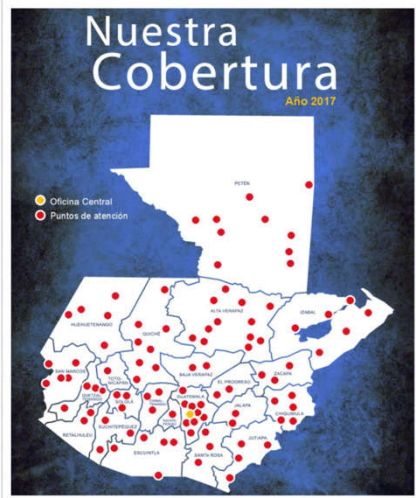 Nuestra
Cobertura
Año 2017
PETÉN
Oficina Central
Puntos de atención
ALTA VERAPAZ
IZABAL
HUEHUETENANGO
QUICHÉ
SAN MARCOS
BAJA VERAPAZ
ZACAPA
EL PROGRESO
GUATEMALA
SOLOLÁ
JALAPA
CHIQUIMULA
SUCHITEPÉQUEZ
RETALHULEU
JUTIAPA
ESCUINTLA
SANTA ROSA